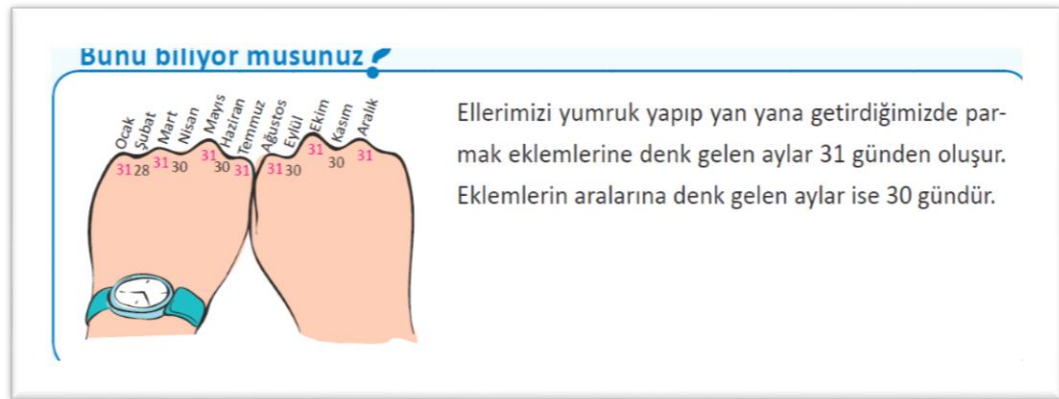 Bunu biliyor musunuz?
Ocak
Şubat
Mart
Nisan
Mayıs
Haziran
Temmuz
Ağustos
Eylül
Ekim
Kasım
Aralık
31 28 31 30 31 30 31 31 30 31 30 31
Ellerimizi yumruk yapıp yan yana getirdiğimizde par-
mak eklemlerine denk gelen aylar 31 günden oluşur.
Eklemlerin aralarına denk gelen aylar ise 30 gündür.